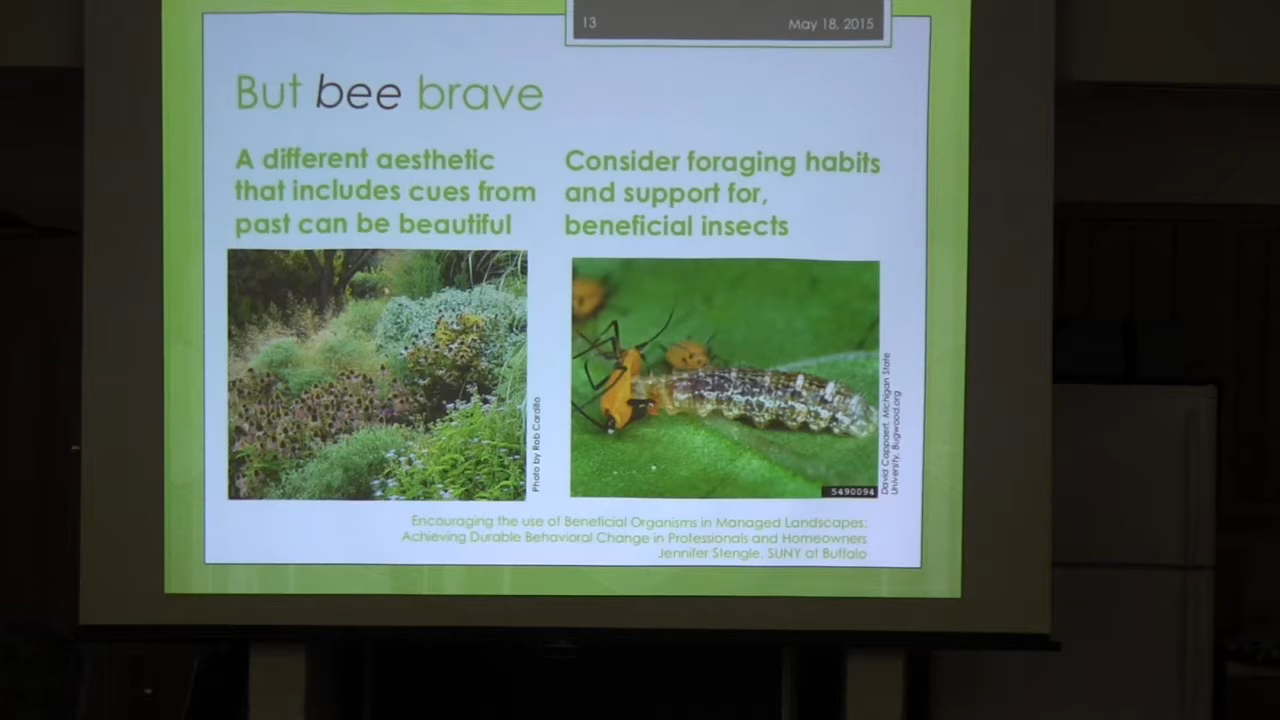 13
May 18, 2015
But bee brave
A different aesthetic
that includes cues from
past can be beautiful
Consider foraging habits
and support for,
beneficial insects
Photo by Rob Cardillo
David Cappaert, Michigan State
University, Bugwood.org
5490094
Encouraging the use of Beneficial Organisms in Managed Landscapes:
Achieving Durable Behavioral Change in Professionals and Homeowners
Jennifer Stengle, SUNY at Buffalo